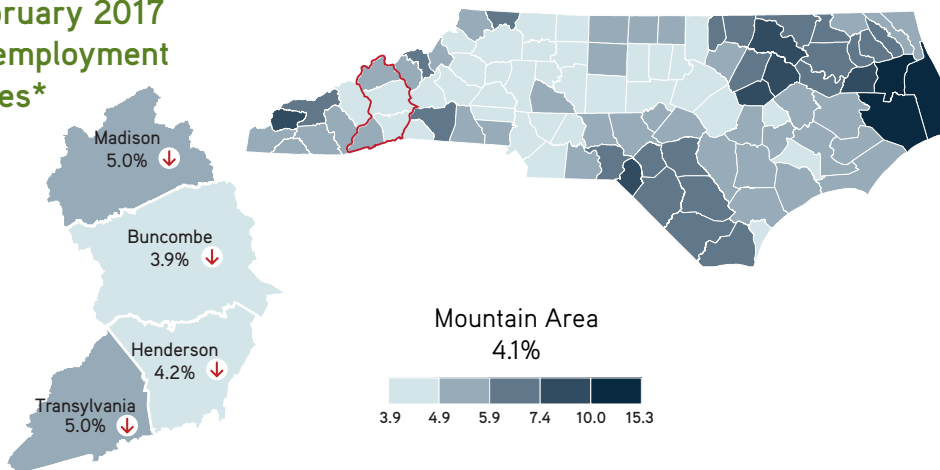 ruary 2017
employment
es*
Madison
5.0%
Buncombe
3.9%
Henderson
4.2%
Transylvania
5.0%
Mountain Area
4.1%
3.9 4.9 5.9 7.4 10.0 15.3